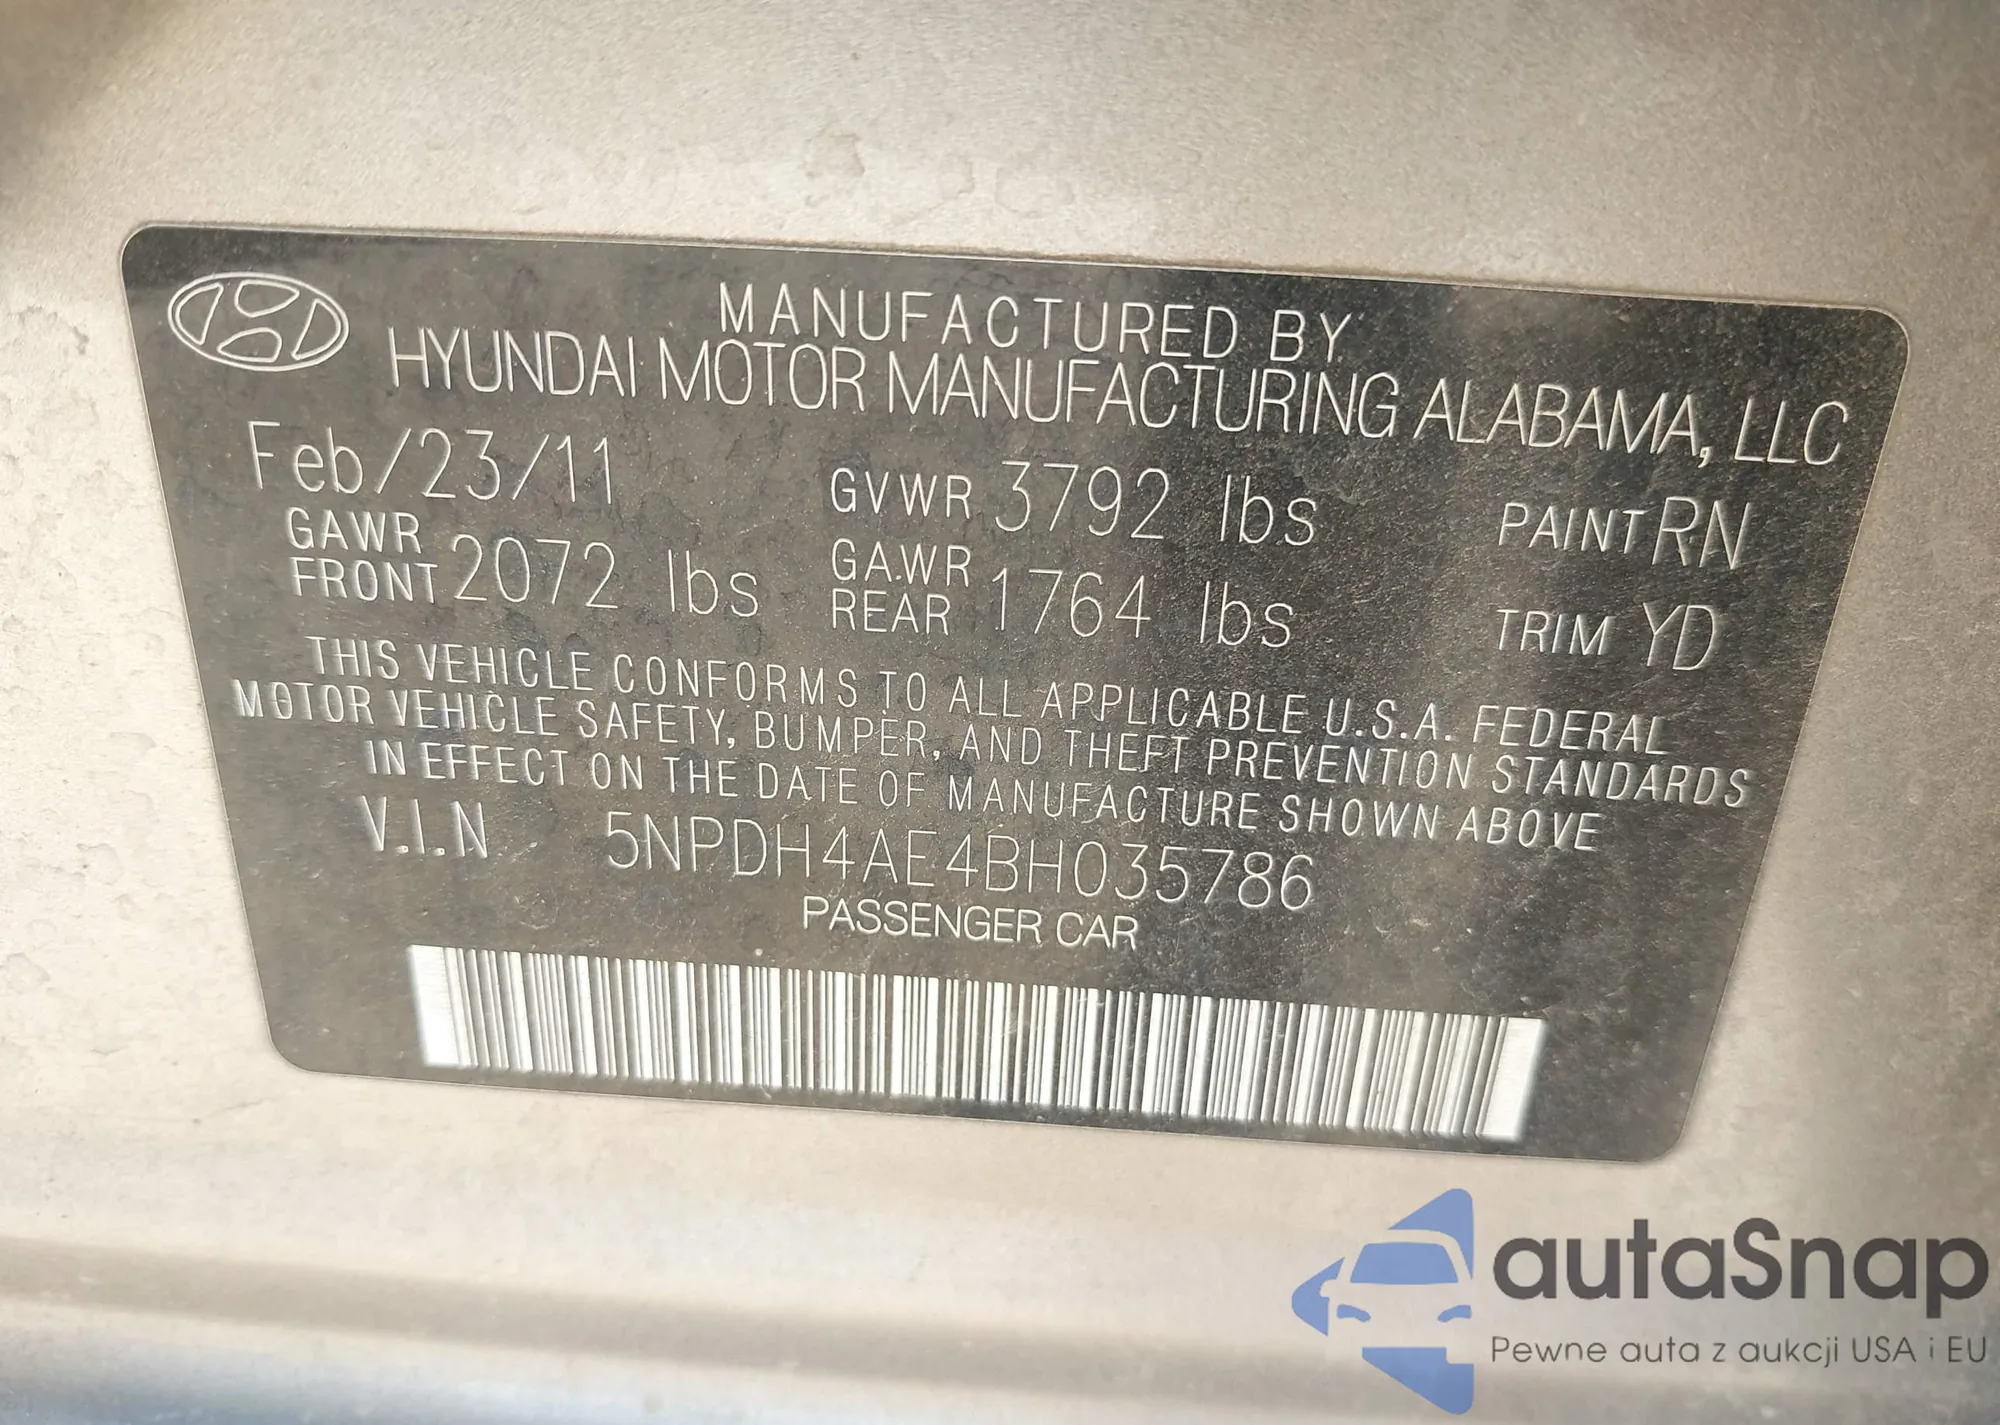 MANUFACTURED BY
HYUNDAI MOTOR MANUFACTURING ALABAMA, LLC
Feb/23/11 GVWR 3792 lbs PAINT RN
GAWR FRONT 2072 lbs GAWR REAR 1764 lbs TRIM YD
THIS VEHICLE CONFORMS TO ALL APPLICABLE U.S.A. FEDERAL
MOTOR VEHICLE SAFETY, BUMPER, AND THEFT PREVENTION STANDARDS
IN EFFECT ON THE DATE OF MANUFACTURE SHOWN ABOVE
V.I.N 5NPDH4AE4BH035786
PASSENGER CAR
autaSnap
Pewne auta z aukcji USA i EU